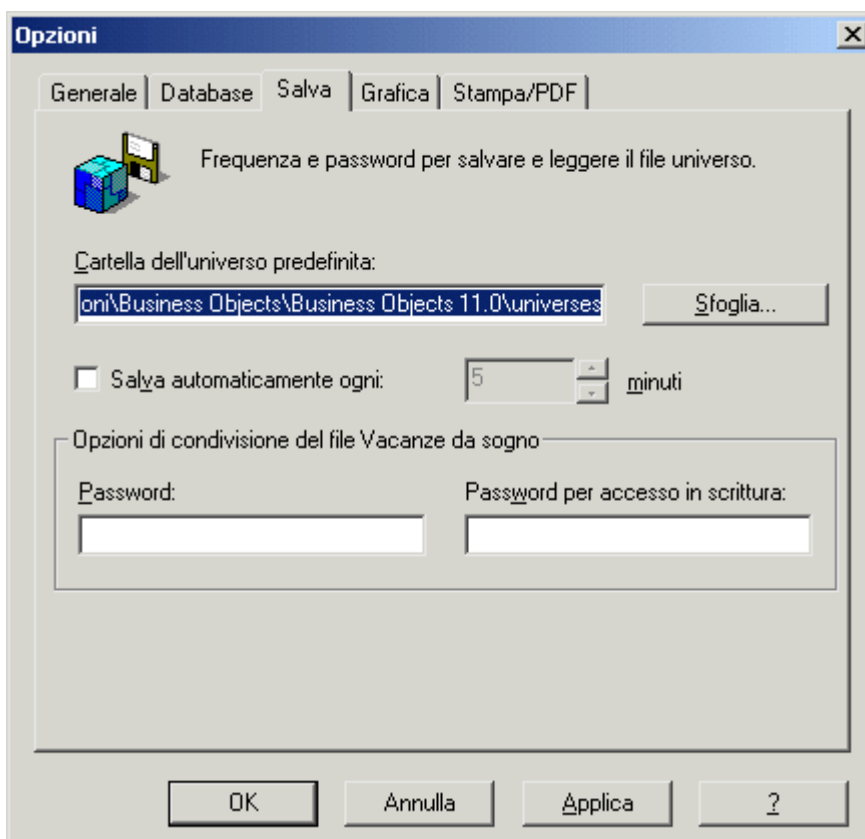 Opzioni
Generale Database Salva Grafica Stampa/PDF
Frequenza e password per salvare e leggere il file universo.
Cartella dell'universo predefinita:
oni\Business Objects\Business Objects 11.0\universes Sfoglia...
Salva automaticamente ogni: 5 minuti
Opzioni di condivisione del file Vacanze da sogno
Password: Password per accesso in scrittura:
OK Annulla Applica ?